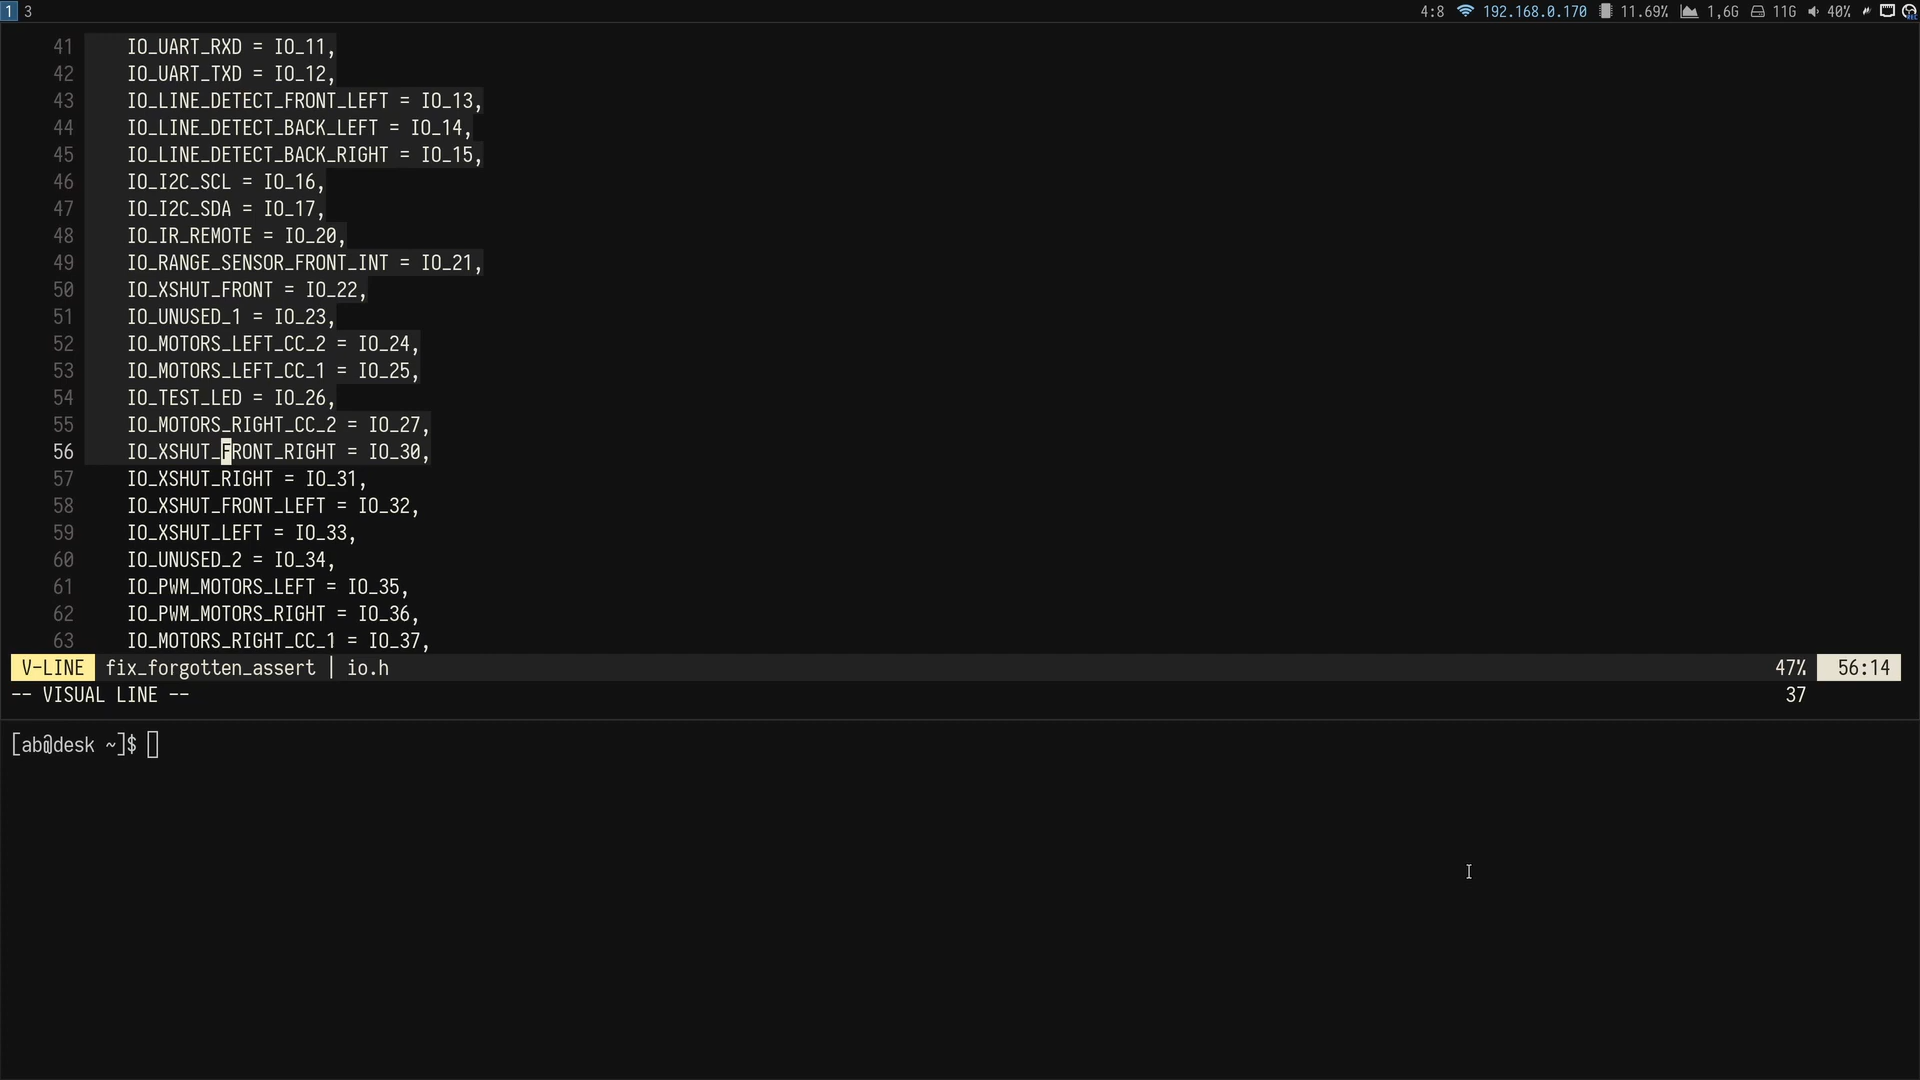 1 3 4:8 192.168.0.170 11.69% 1,6G 11G 40%
41 IO_UART_RXD = IO_11,
42 IO_UART_TXD = IO_12,
43 IO_LINE_DETECT_FRONT_LEFT = IO_13,
44 IO_LINE_DETECT_BACK_LEFT = IO_14,
45 IO_LINE_DETECT_BACK_RIGHT = IO_15,
46 IO_I2C_SCL = IO_16,
47 IO_I2C_SDA = IO_17,
48 IO_IR_REMOTE = IO_20,
49 IO_RANGE_SENSOR_FRONT_INT = IO_21,
50 IO_XSHUT_FRONT = IO_22,
51 IO_UNUSED_1 = IO_23,
52 IO_MOTORS_LEFT_CC_2 = IO_24,
53 IO_MOTORS_LEFT_CC_1 = IO_25,
54 IO_TEST_LED = IO_26,
55 IO_MOTORS_RIGHT_CC_2 = IO_27,
56 IO_XSHUT_FRONT_RIGHT = IO_30,
57 IO_XSHUT_RIGHT = IO_31,
58 IO_XSHUT_FRONT_LEFT = IO_32,
59 IO_XSHUT_LEFT = IO_33,
60 IO_UNUSED_2 = IO_34,
61 IO_PWM_MOTORS_LEFT = IO_35,
62 IO_PWM_MOTORS_RIGHT = IO_36,
63 IO_MOTORS_RIGHT_CC_1 = IO_37,
V-LINE fix_forgotten_assert | io.h 47% 56:14
-- VISUAL LINE -- 37
[ab@desk ~]$